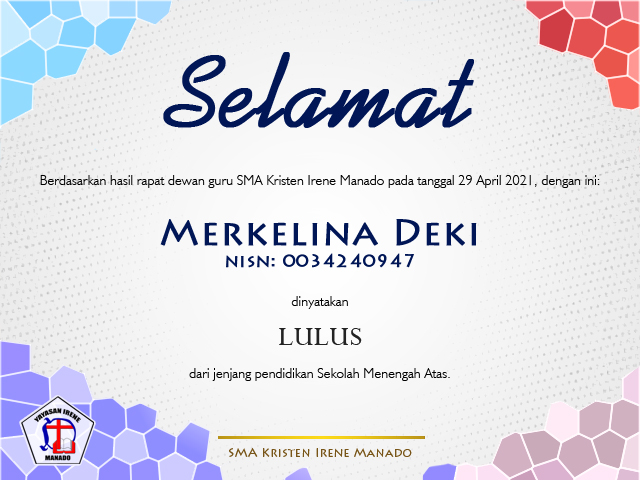 Selamat
Berdasarkan hasil rapat dewan guru SMA Kristen Irene Manado pada tanggal 29 April 2021, dengan ini:
Merkelina Deki
NISN: 0034240947
dinyatakan
LULUS
dari jenjang pendidikan Sekolah Menengah Atas.
YAYASAN IRENE
MANADO
SMA Kristen Irene Manado